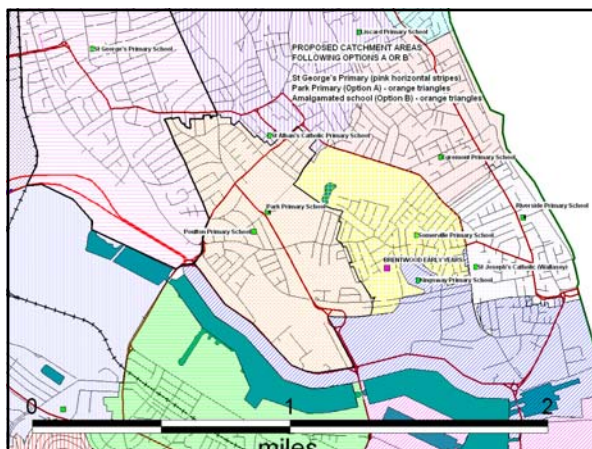 Liscard Primary School
St George's Primary School
PROPOSED CATCHMENT AREAS
FOLLOWING OPTIONS A OR B
St George's Primary (pink horizontal stripes)
Park Primary (Option A) - orange triangles
Amalgamated school (Option B) - orange triangles
St Alban's Catholic Primary School
Egremont Primary School
Park Primary School
Riverside Primary School
Poulton Primary School
Somerville Primary School
BRENTWOOD EARLY YEARS
St Joseph's Catholic (Wallasey)
Kingsway Primary School
0 1 2
miles